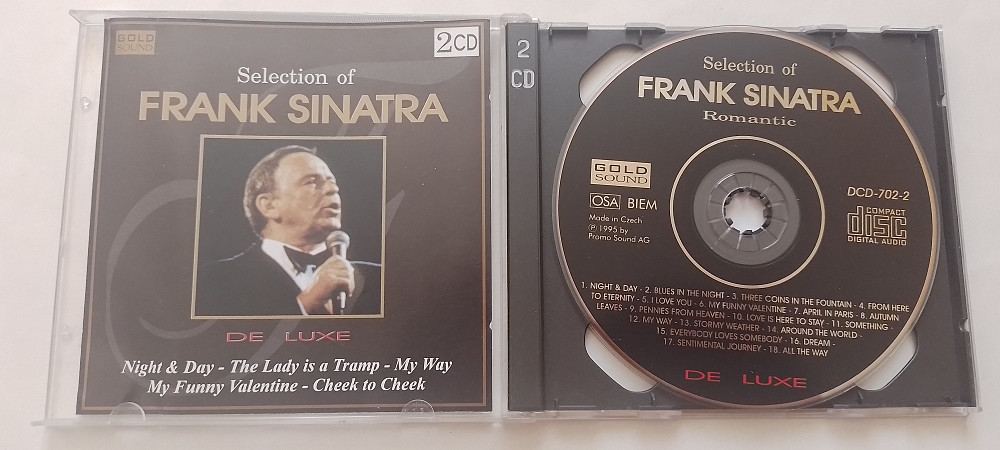 GOLD
SOUND
2CD
Selection of
FRANK SINATRA
DE LUXE
Night & Day - The Lady is a Tramp - My Way
My Funny Valentine - Cheek to Cheek
2
CD
Selection of
FRANK SINATRA
Romantic
GOLD
SOUND
OSA BIEM
Made in Czech
℗ 1995 by
Promo Sound AG
DCD-702-2
COMPACT
disc
DIGITAL AUDIO
1. NIGHT & DAY - 2. BLUES IN THE NIGHT - 3. THREE COINS IN THE FOUNTAIN - 4. FROM HERE
TO ETERNITY - 5. I LOVE YOU - 6. MY FUNNY VALENTINE - 7. APRIL IN PARIS - 8. AUTUMN
LEAVES - 9. PENNIES FROM HEAVEN - 10. LOVE IS HERE TO STAY - 11. SOMETHING -
12. MY WAY - 13. STORMY WEATHER - 14. AROUND THE WORLD -
15. EVERYBODY LOVES SOMEBODY - 16. DREAM -
17. SENTIMENTAL JOURNEY - 18. ALL THE WAY
DE LUXE